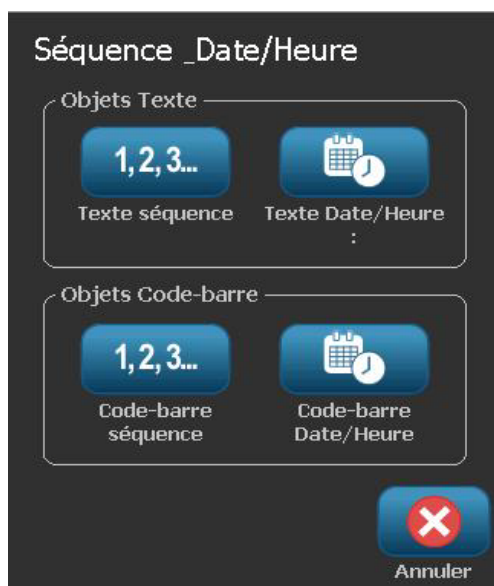 Séquence _Date/Heure
Objets Texte
1, 2, 3...
Texte séquence
Texte Date/Heure
:
Objets Code-barre
1, 2, 3...
Code-barre
séquence
Code-barre
Date/Heure
Annuler